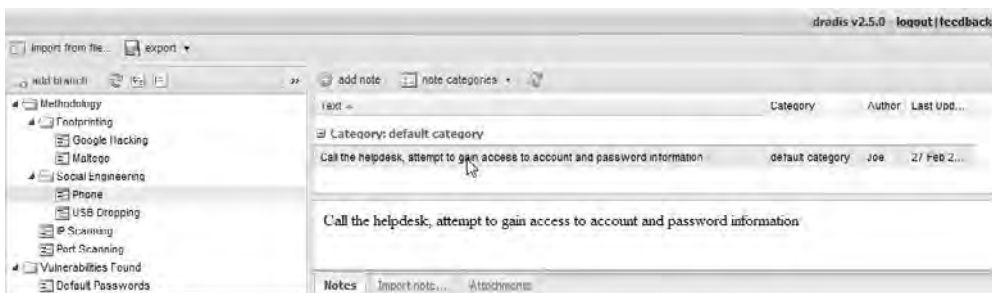 dradis v2.5.0 logout | feedback
import from file... export
add branch
add note note categories
Methodology
Footprinting
Google Hacking
Maltego
Social Engineering
Phone
USB Dropping
IP Scanning
Port Scanning
Vulnerabilities Found
Default Passwords
Text Category Author Last Upd...
Category: default category
Call the helpdesk, attempt to gain access to account and password information default category Joe 27 Feb 2...
Call the helpdesk, attempt to gain access to account and password information
Notes Import note... Attachments